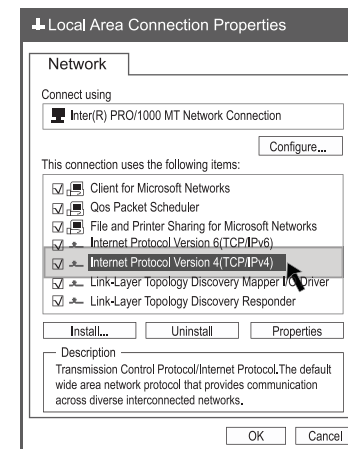 Local Area Connection Properties
Network
Connect using
Inter(R) PRO/1000 MT Network Connection
Configure...
This connection uses the following items:
Client for Microsoft Networks
Qos Packet Scheduler
File and Printer Sharing for Microsoft Networks
Internet Protocol Version 6(TCP/IPv6)
Internet Protocol Version 4(TCP/IPv4)
Link-Layer Topology Discovery Mapper I/O Driver
Link-Layer Topology Discovery Responder
Install... Uninstall Properties
Description
Transmission Control Protocol/Internet Protocol.The default
wide area network protocol that provides communication
across diverse interconnected networks.
OK Cancel